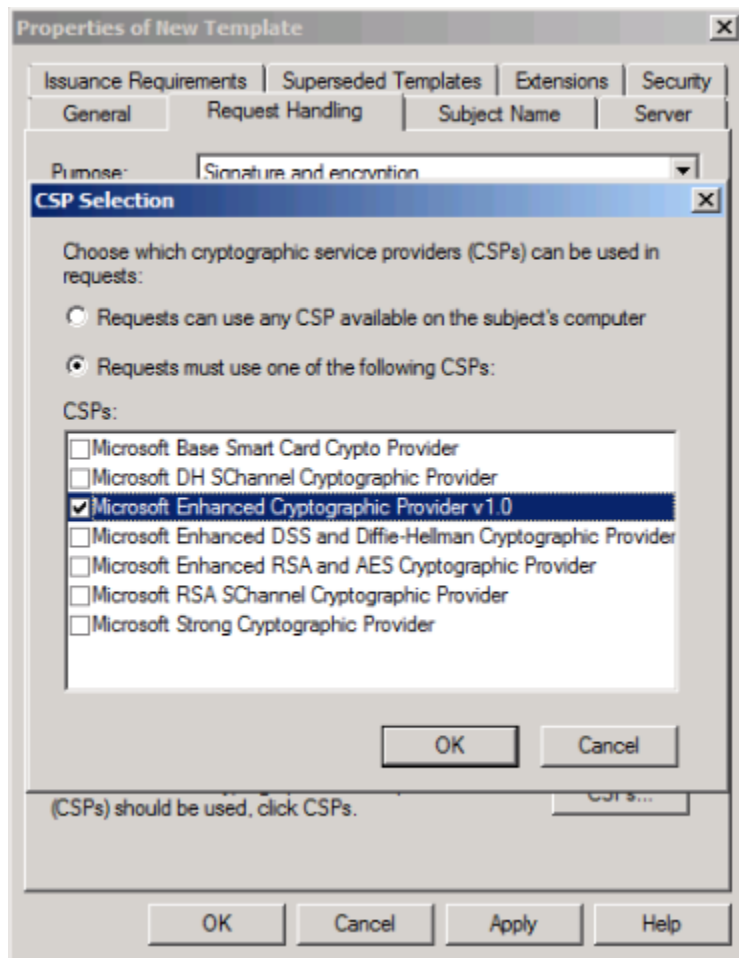 Properties of New Template
Issuance Requirements Superseded Templates Extensions Security
General Request Handling Subject Name Server
Purpose: Signature and encryption
CSP Selection
Choose which cryptographic service providers (CSPs) can be used in
requests:
Requests can use any CSP available on the subject's computer
Requests must use one of the following CSPs:
CSPs:
Microsoft Base Smart Card Crypto Provider
Microsoft DH SChannel Cryptographic Provider
Microsoft Enhanced Cryptographic Provider v1.0
Microsoft Enhanced DSS and Diffie-Hellman Cryptographic Provider
Microsoft Enhanced RSA and AES Cryptographic Provider
Microsoft RSA SChannel Cryptographic Provider
Microsoft Strong Cryptographic Provider
OK Cancel
(CSPs) should be used, click CSPs. CSPs...
OK Cancel Apply Help